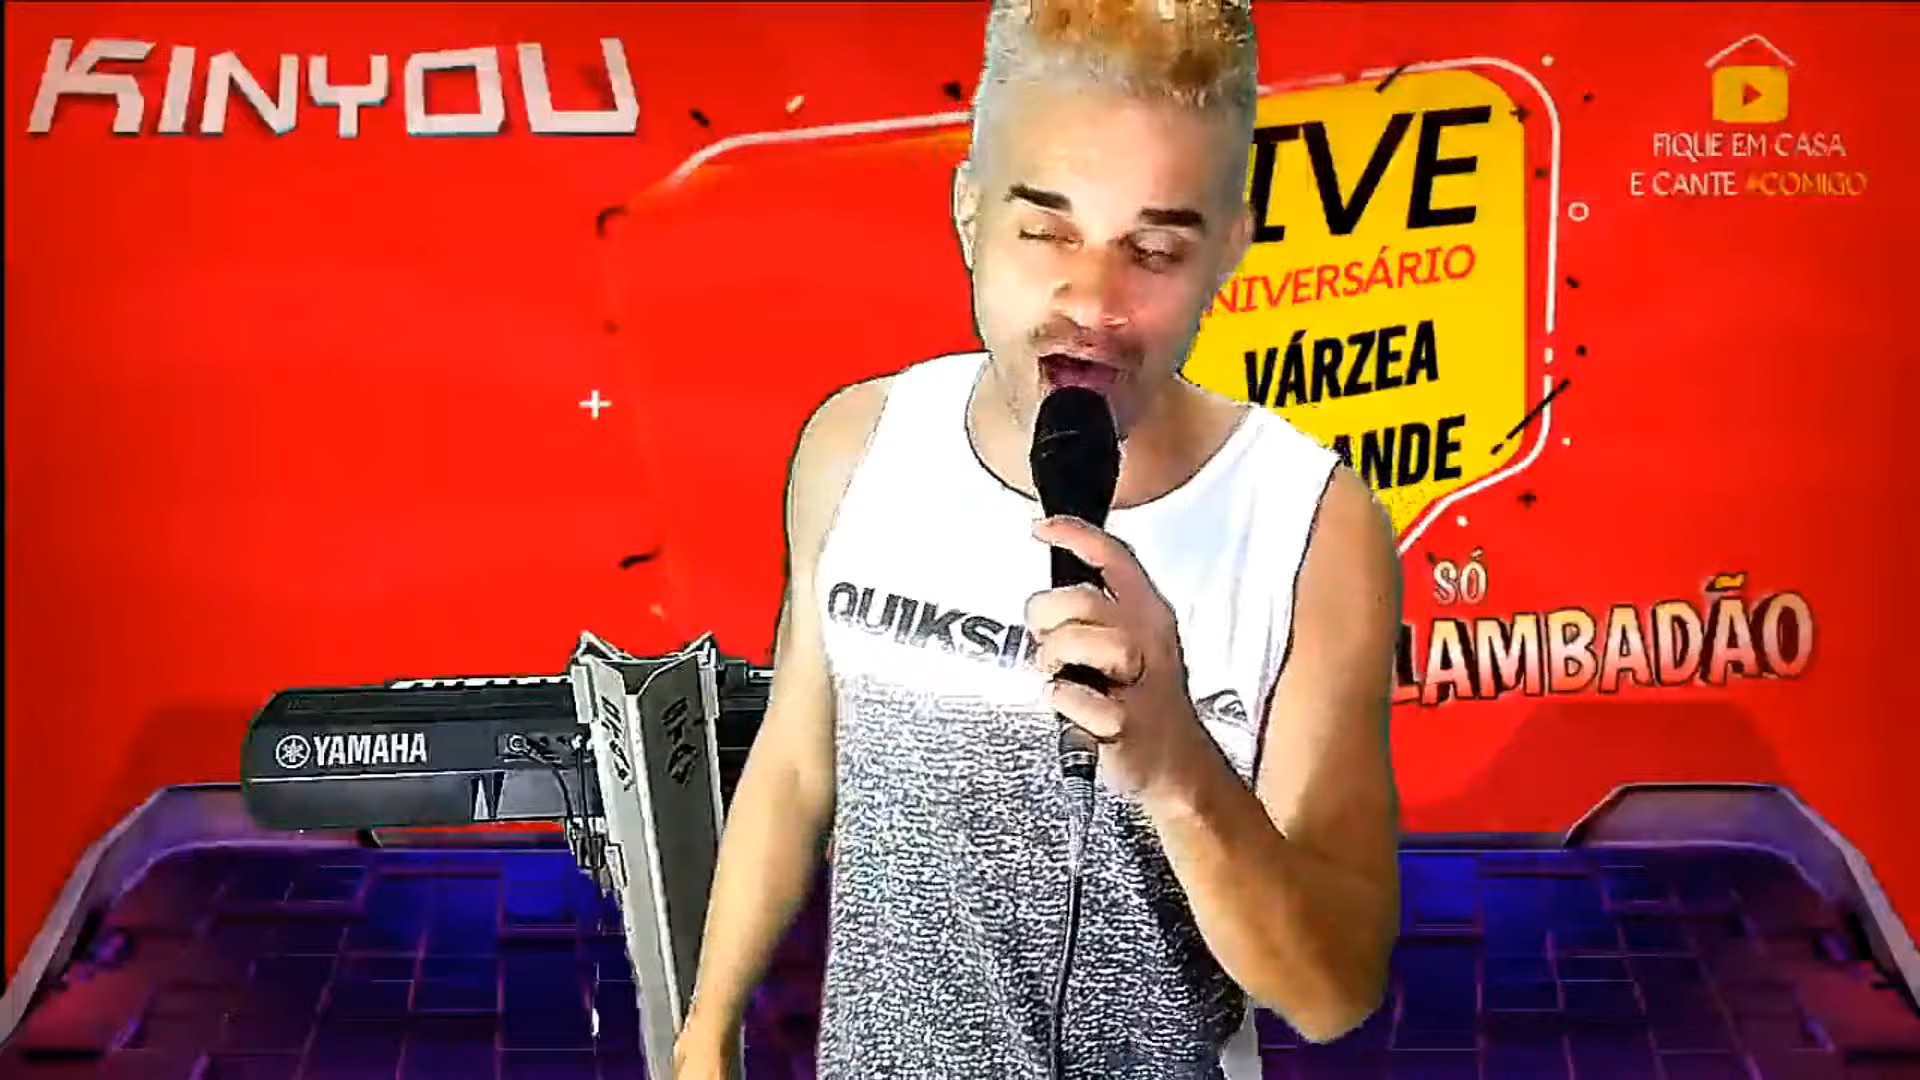 KINYOU
IVE
NIVERSÁRIO
VÁRZEA
ANDE
FIQUE EM CASA
E CANTE #COMIGO
SÓ
LAMBADÃO
QUIKSI
YAMAHA